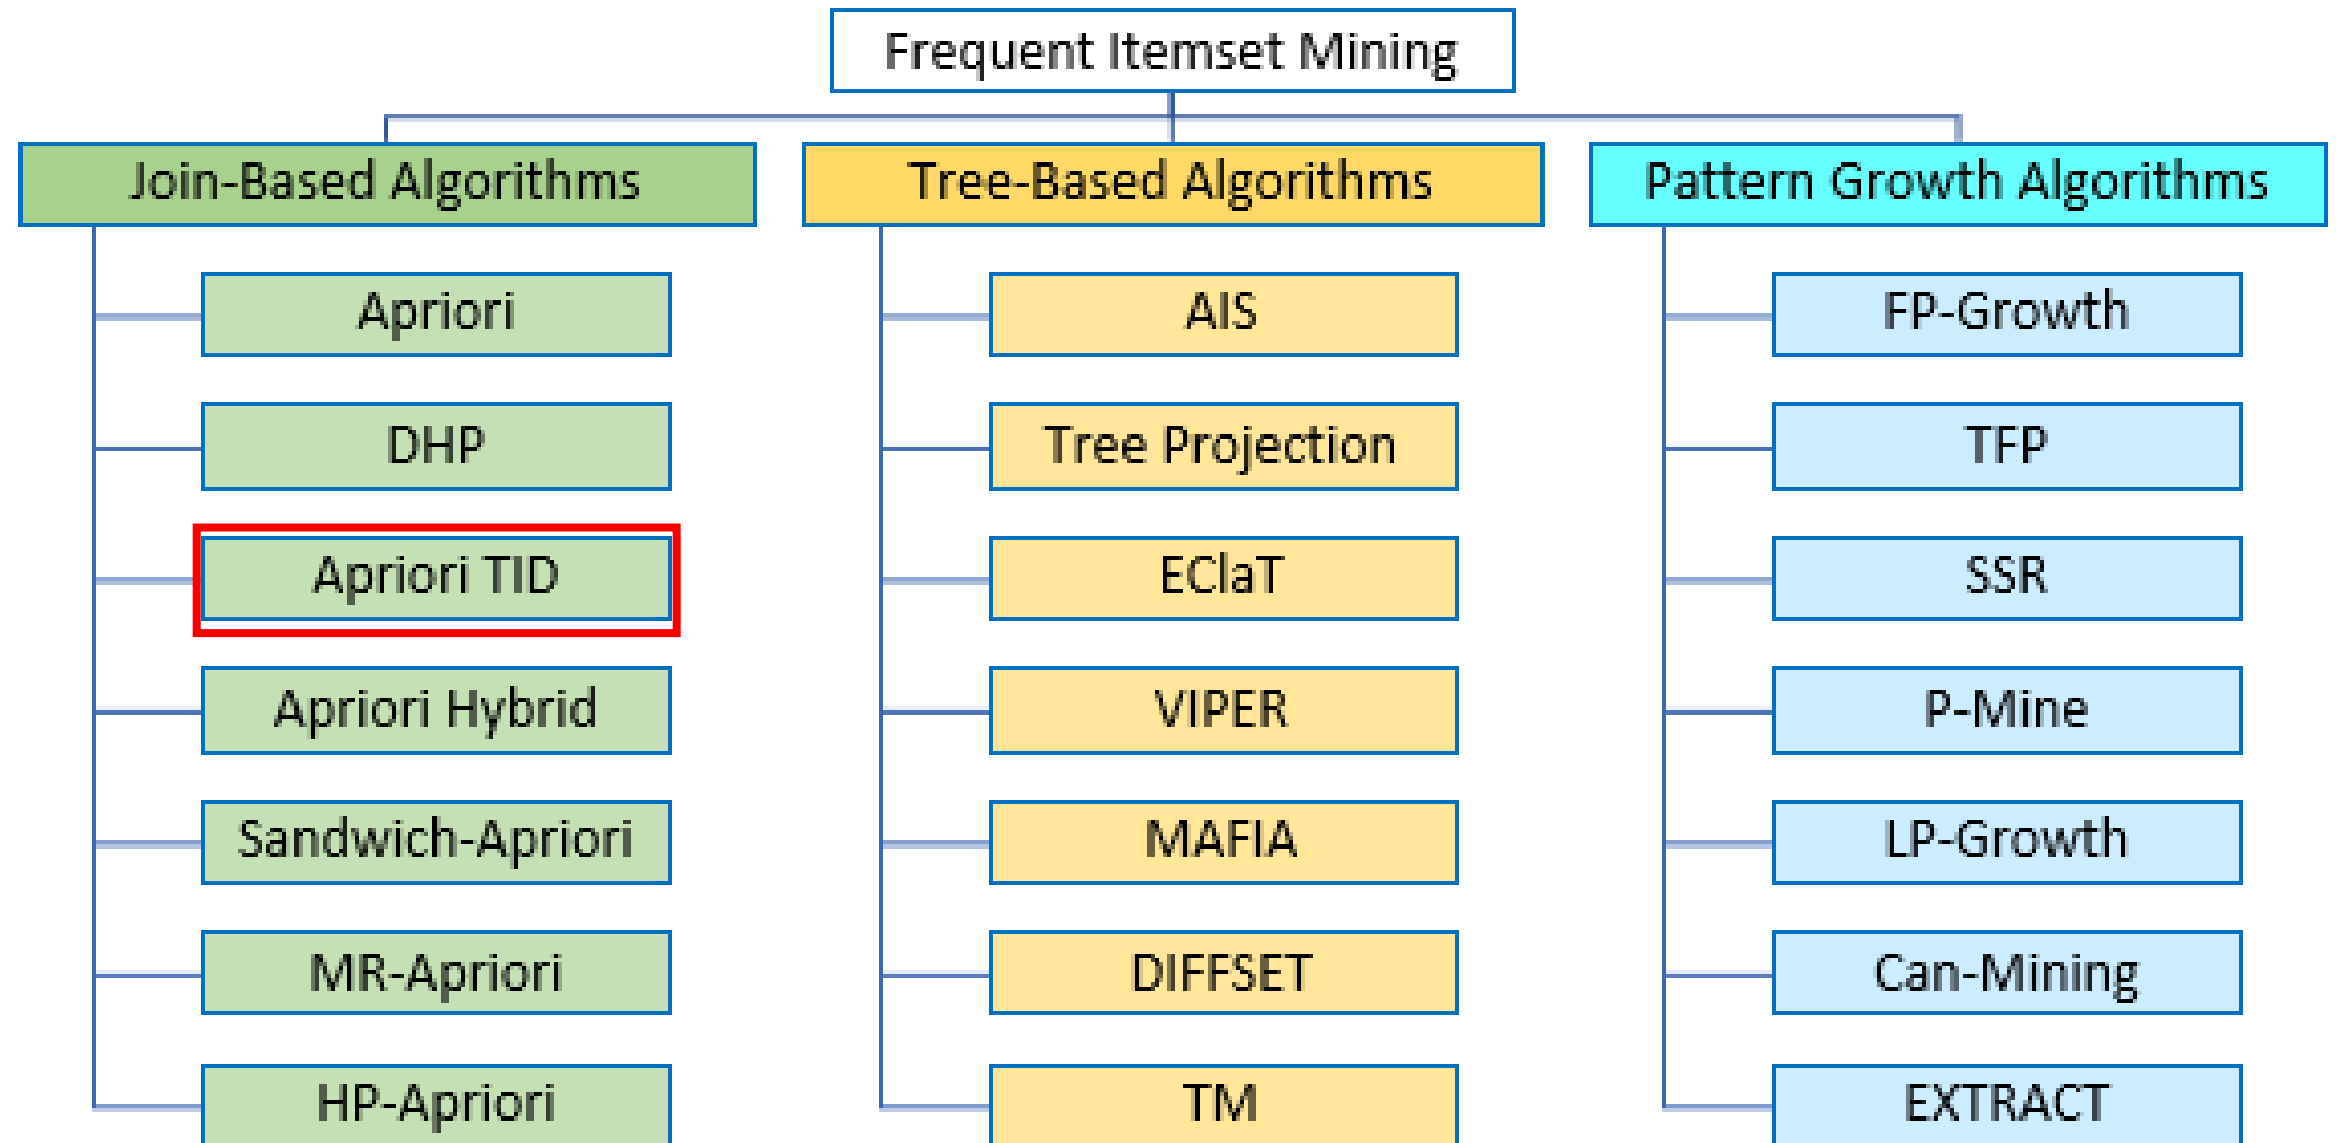 Frequent Itemset Mining
Join-Based Algorithms
Apriori
DHP
Apriori TID
Apriori Hybrid
Sandwich-Apriori
MR-Apriori
HP-Apriori
Tree-Based Algorithms
AIS
Tree Projection
EClaT
VIPER
MAFIA
DIFFSET
TM
Pattern Growth Algorithms
FP-Growth
TFP
SSR
P-Mine
LP-Growth
Can-Mining
EXTRACT